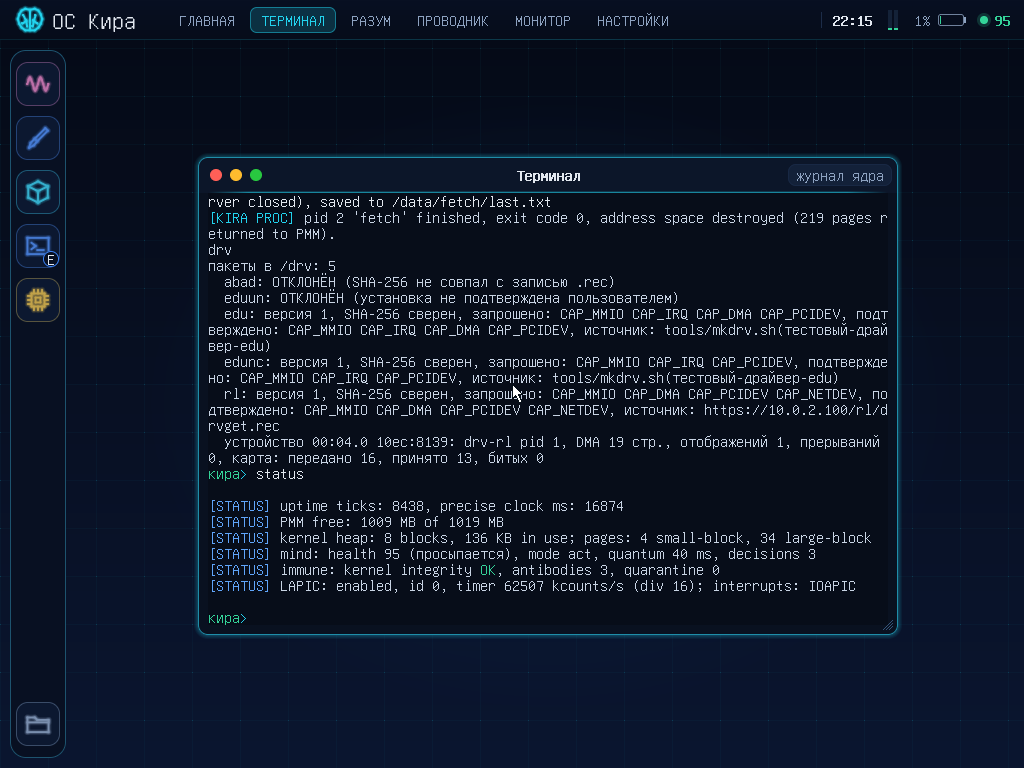 ОС Кира
ГЛАВНАЯ ТЕРМИНАЛ РАЗУМ ПРОВОДНИК МОНИТОР НАСТРОЙКИ
22:15 1% 95
E
Терминал журнал ядра
rver closed), saved to /data/fetch/last.txt
[KIRA PROC] pid 2 'fetch' finished, exit code 0, address space destroyed (219 pages r
eturned to PMM).
drv
пакеты в /drv: 5
abad: ОТКЛОНЁН (SHA-256 не совпал с записью .rec)
eduun: ОТКЛОНЁН (установка не подтверждена пользователем)
edu: версия 1, SHA-256 сверен, запрошено: CAP_MMIO CAP_IRQ CAP_DMA CAP_PCIDEV, подт
верждено: CAP_MMIO CAP_IRQ CAP_DMA CAP_PCIDEV, источник: tools/mkdrv.sh(тестовый-драй
вер-edu)
edunc: версия 1, SHA-256 сверен, запрошено: CAP_MMIO CAP_IRQ CAP_PCIDEV, подтвержде
но: CAP_MMIO CAP_IRQ CAP_PCIDEV, источник: tools/mkdrv.sh(тестовый-драйвер-edu)
rl: версия 1, SHA-256 сверен, запрошено: CAP_MMIO CAP_DMA CAP_PCIDEV CAP_NETDEV, по
дтверждено: CAP_MMIO CAP_DMA CAP_PCIDEV CAP_NETDEV, источник: https://10.0.2.100/rl/d
rvget.rec
устройство 00:04.0 10ec:8139: drv-rl pid 1, DMA 19 стр., отображений 1, прерываний
0, карта: передано 16, принято 13, битых 0
кира> status
[STATUS] uptime ticks: 8438, precise clock ms: 16874
[STATUS] PMM free: 1009 MB of 1019 MB
[STATUS] kernel heap: 8 blocks, 136 KB in use; pages: 4 small-block, 34 large-block
[STATUS] mind: health 95 (просыпается), mode act, quantum 40 ms, decisions 3
[STATUS] immune: kernel integrity OK, antibodies 3, quarantine 0
[STATUS] LAPIC: enabled, id 0, timer 62507 kcounts/s (div 16); interrupts: IOAPIC
кира>